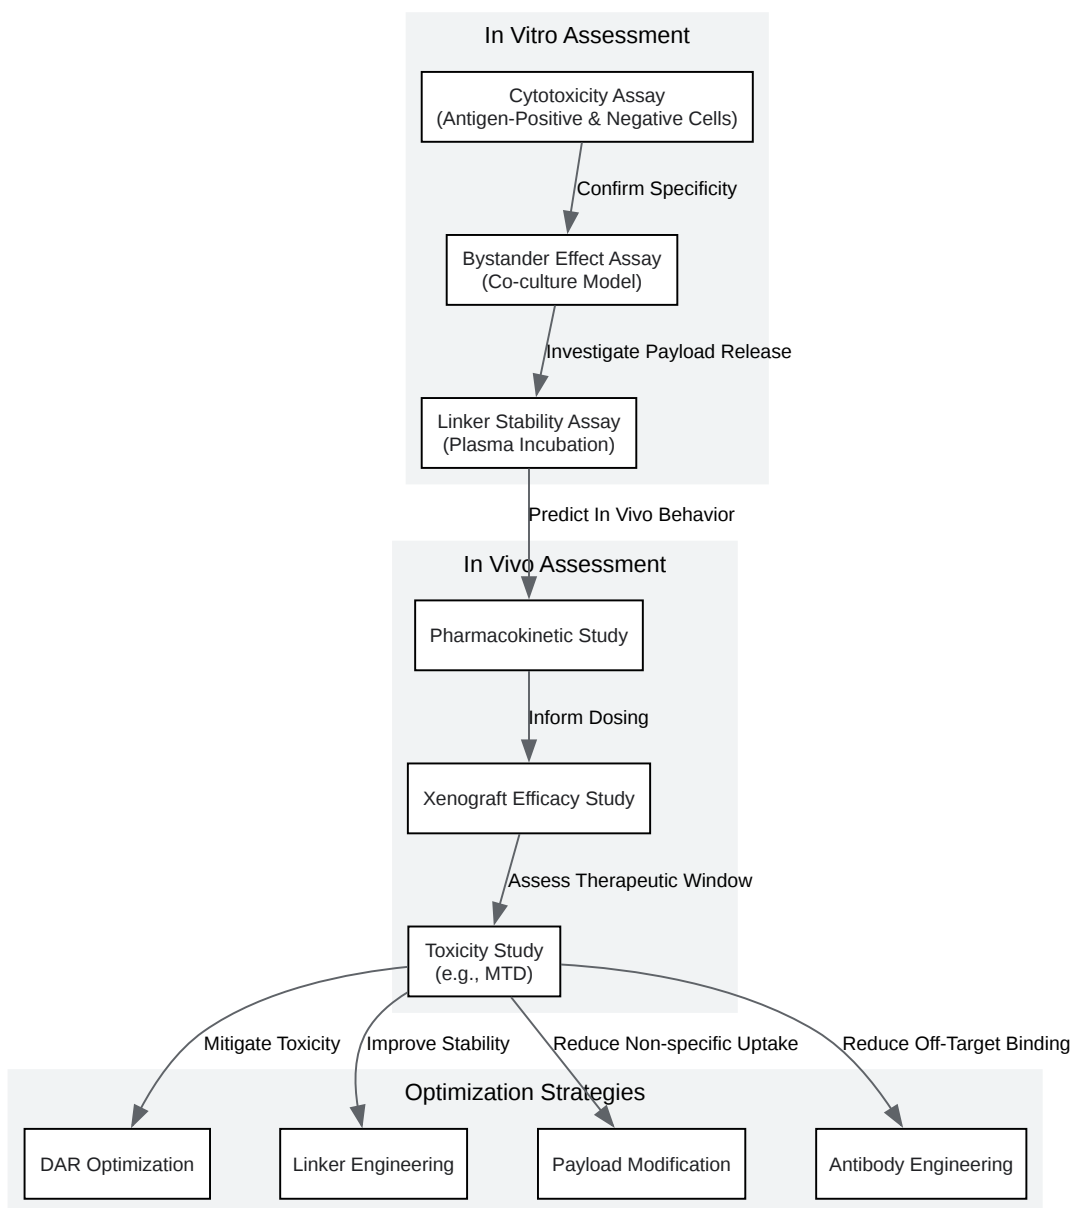 In Vitro Assessment
Cytotoxicity Assay
(Antigen-Positive & Negative Cells)
Confirm Specificity
Bystander Effect Assay
(Co-culture Model)
Investigate Payload Release
Linker Stability Assay
(Plasma Incubation)
Predict In Vivo Behavior
In Vivo Assessment
Pharmacokinetic Study
Inform Dosing
Xenograft Efficacy Study
Assess Therapeutic Window
Toxicity Study
(e.g., MTD)
Mitigate Toxicity
Improve Stability
Reduce Non-specific Uptake
Reduce Off-Target Binding
Optimization Strategies
DAR Optimization
Linker Engineering
Payload Modification
Antibody Engineering